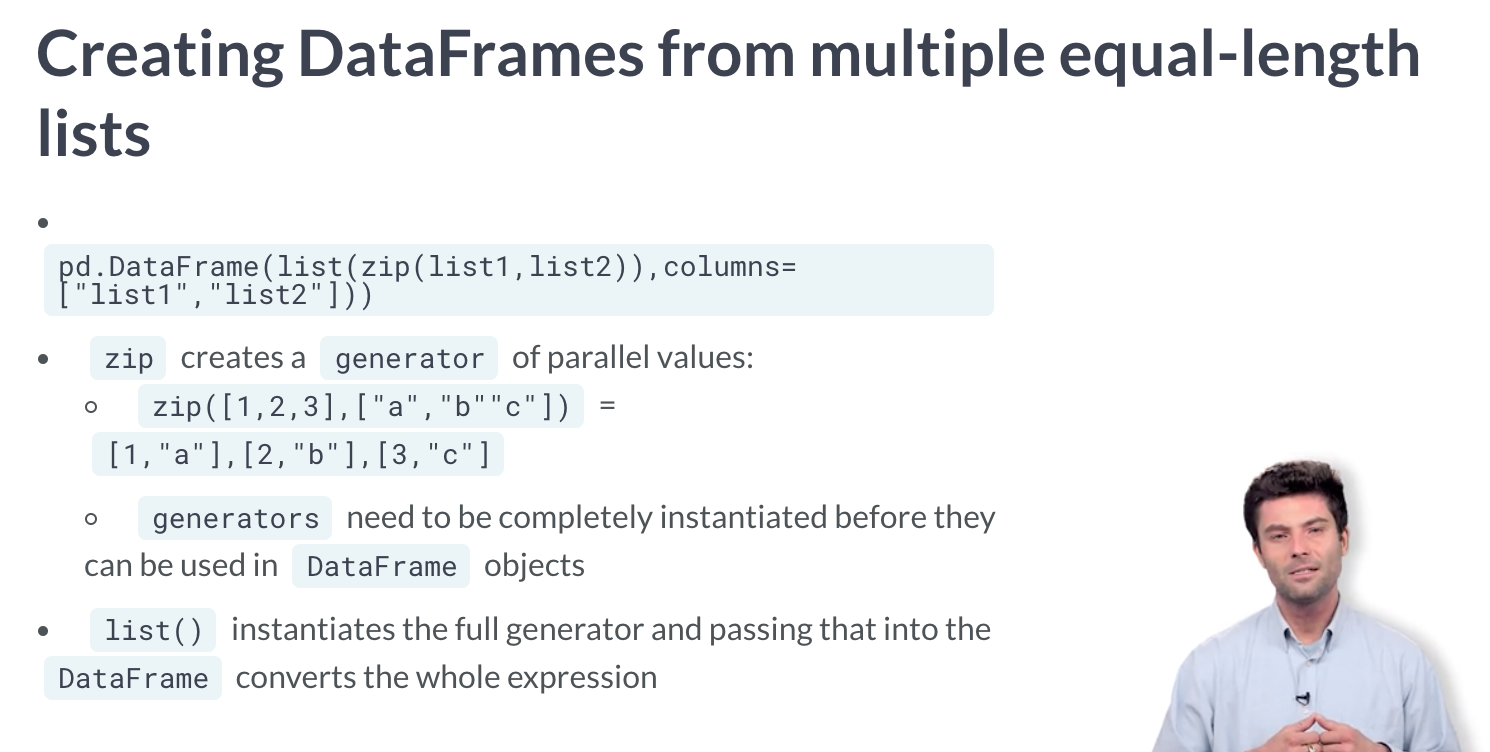 Creating DataFrames from multiple equal-length
lists
pd.DataFrame(list(zip(list1,list2)),columns=
["list1","list2"]))
zip creates a generator of parallel values:
zip([1,2,3],["a","b""c"]) =
[1,"a"],[2,"b"],[3,"c"]
generators need to be completely instantiated before they
can be used in DataFrame objects
list() instantiates the full generator and passing that into the
DataFrame converts the whole expression